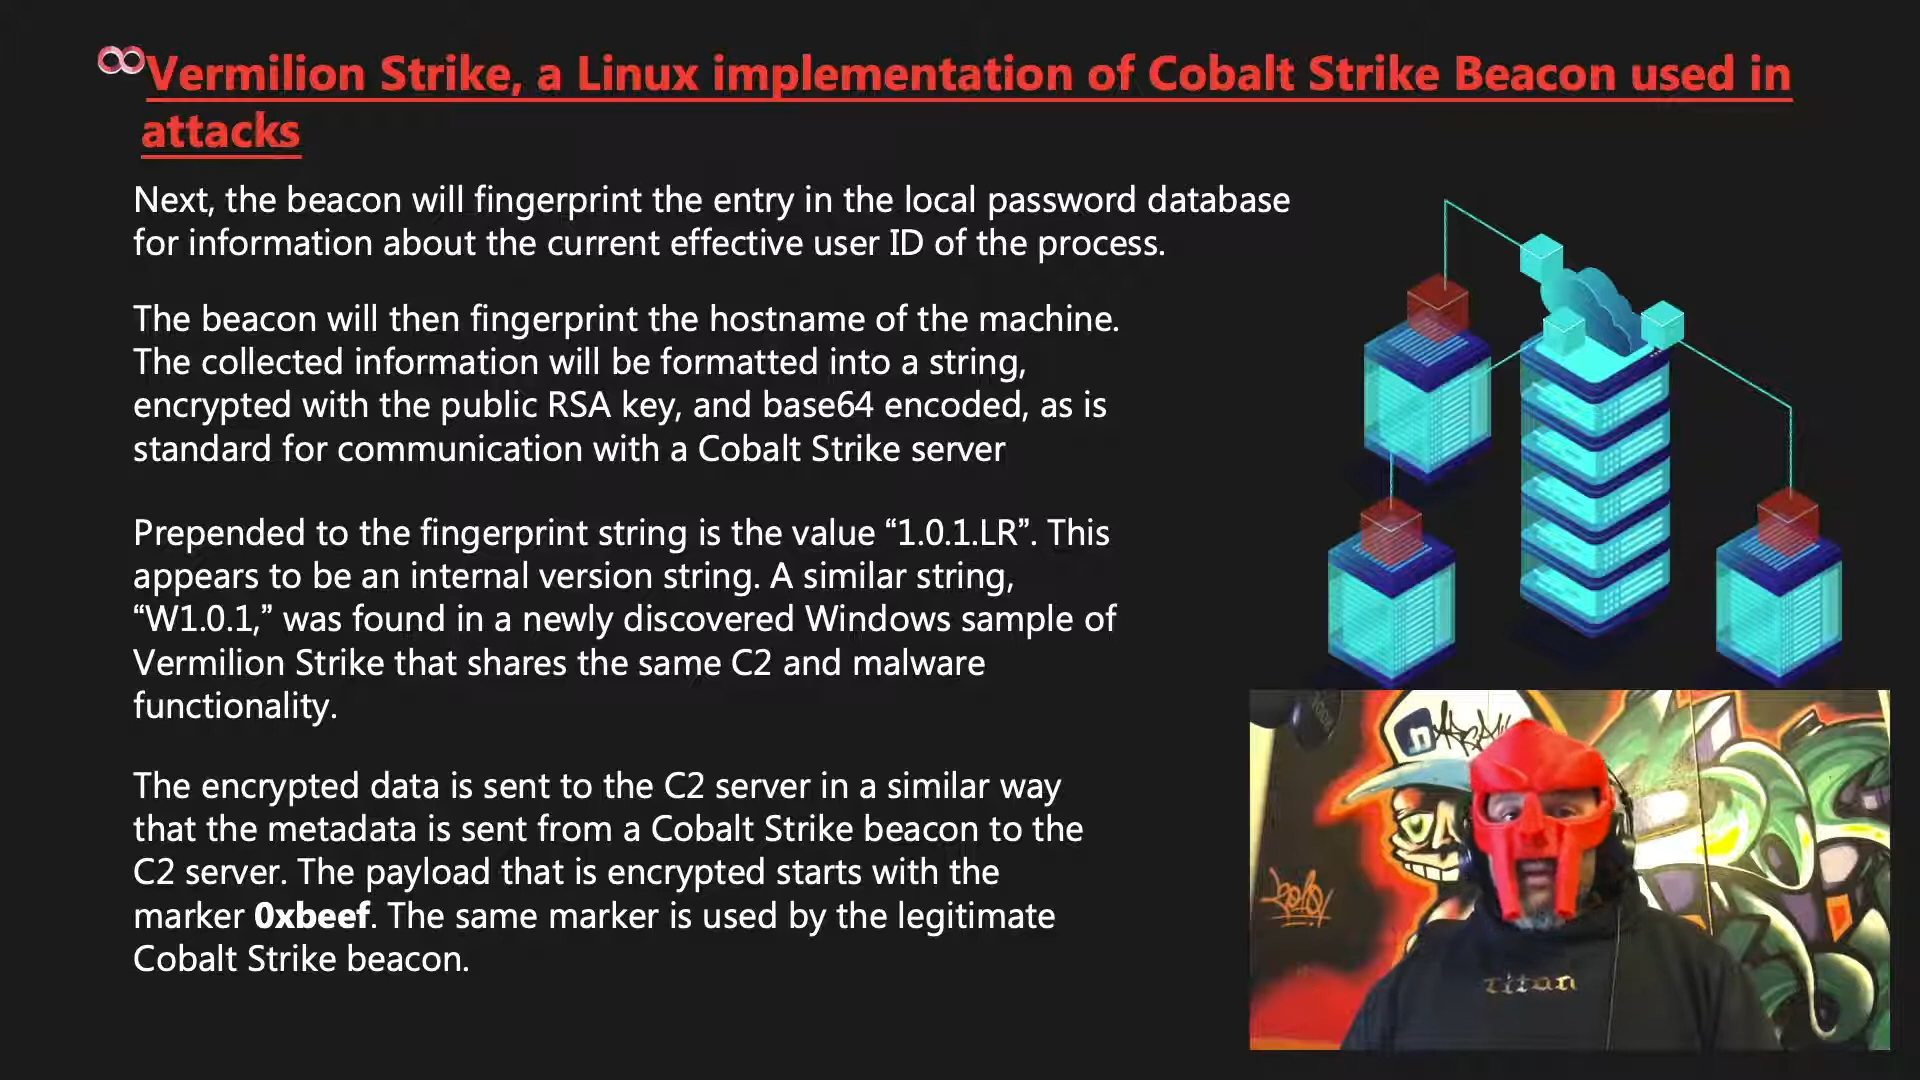 Vermilion Strike, a Linux implementation of Cobalt Strike Beacon used in
attacks
Next, the beacon will fingerprint the entry in the local password database
for information about the current effective user ID of the process.
The beacon will then fingerprint the hostname of the machine.
The collected information will be formatted into a string,
encrypted with the public RSA key, and base64 encoded, as is
standard for communication with a Cobalt Strike server
Prepended to the fingerprint string is the value “1.0.1.LR”. This
appears to be an internal version string. A similar string,
“W1.0.1,” was found in a newly discovered Windows sample of
Vermilion Strike that shares the same C2 and malware
functionality.
The encrypted data is sent to the C2 server in a similar way
that the metadata is sent from a Cobalt Strike beacon to the
C2 server. The payload that is encrypted starts with the
marker 0xbeef. The same marker is used by the legitimate
Cobalt Strike beacon.
titan